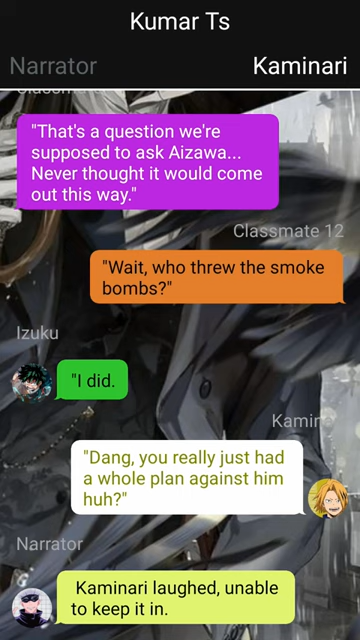 Kumar Ts
Narrator
Kaminari
"That's a question we're
supposed to ask Aizawa...
Never thought it would come
out this way."
Classmate 12
"Wait, who threw the smoke
bombs?"
Izuku
"I did.
Kamin
"Dang, you really just had
a whole plan against him
huh?"
Narrator
Kaminari laughed, unable
to keep it in.